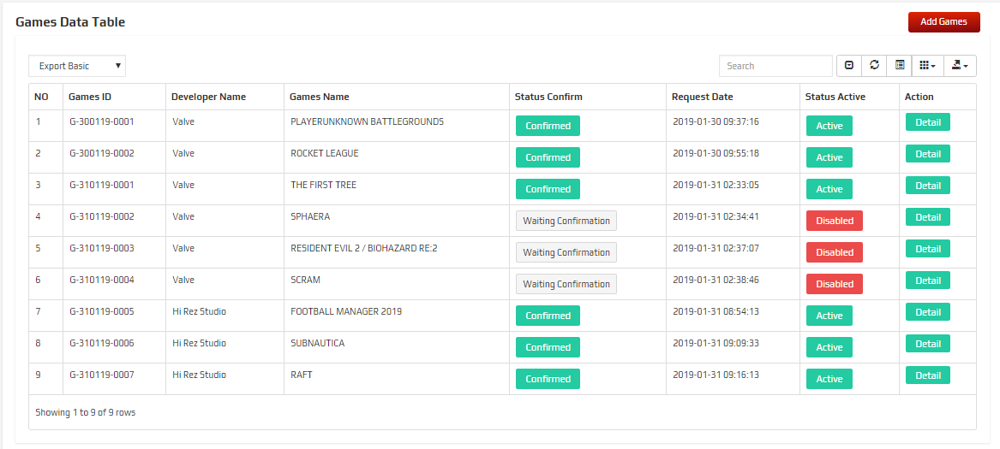 Games Data Table
Add Games
Export Basic
Search
NO Games ID Developer Name Games Name Status Confirm Request Date Status Active Action
1 G-300119-0001 Valve PLAYERUNKNOWN BATTLEGROUNDS Confirmed 2019-01-30 09:37:16 Active Detail
2 G-300119-0002 Valve ROCKET LEAGUE Confirmed 2019-01-30 09:55:18 Active Detail
3 G-310119-0001 Valve THE FIRST TREE Confirmed 2019-01-31 02:33:05 Active Detail
4 G-310119-0002 Valve SPHAERA Waiting Confirmation 2019-01-31 02:34:41 Disabled Detail
5 G-310119-0003 Valve RESIDENT EVIL 2 / BIOHAZARD RE:2 Waiting Confirmation 2019-01-31 02:37:07 Disabled Detail
6 G-310119-0004 Valve SCRAM Waiting Confirmation 2019-01-31 02:38:46 Disabled Detail
7 G-310119-0005 Hi Rez Studio FOOTBALL MANAGER 2019 Confirmed 2019-01-31 08:54:13 Active Detail
8 G-310119-0006 Hi Rez Studio SUBNAUTICA Confirmed 2019-01-31 09:09:33 Active Detail
9 G-310119-0007 Hi Rez Studio RAFT Confirmed 2019-01-31 09:16:13 Active Detail
Showing 1 to 9 of 9 rows